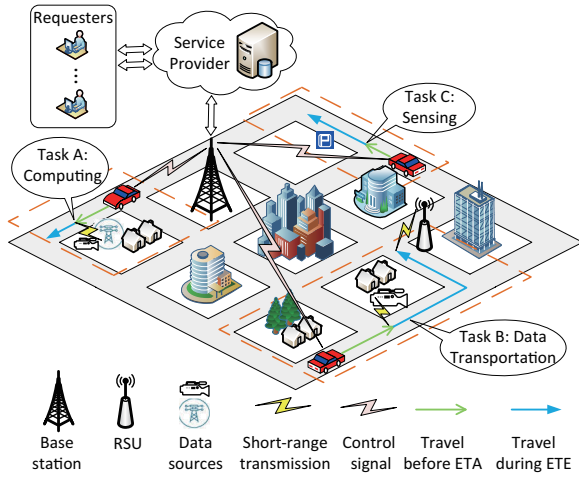 Requesters
Service
Provider
Task C:
Sensing
P
Task A:
Computing
Task B: Data
Transportation
Base
station
RSU
Data
sources
Short-range
transmission
Control
signal
Travel
before ETA
Travel
during ETE